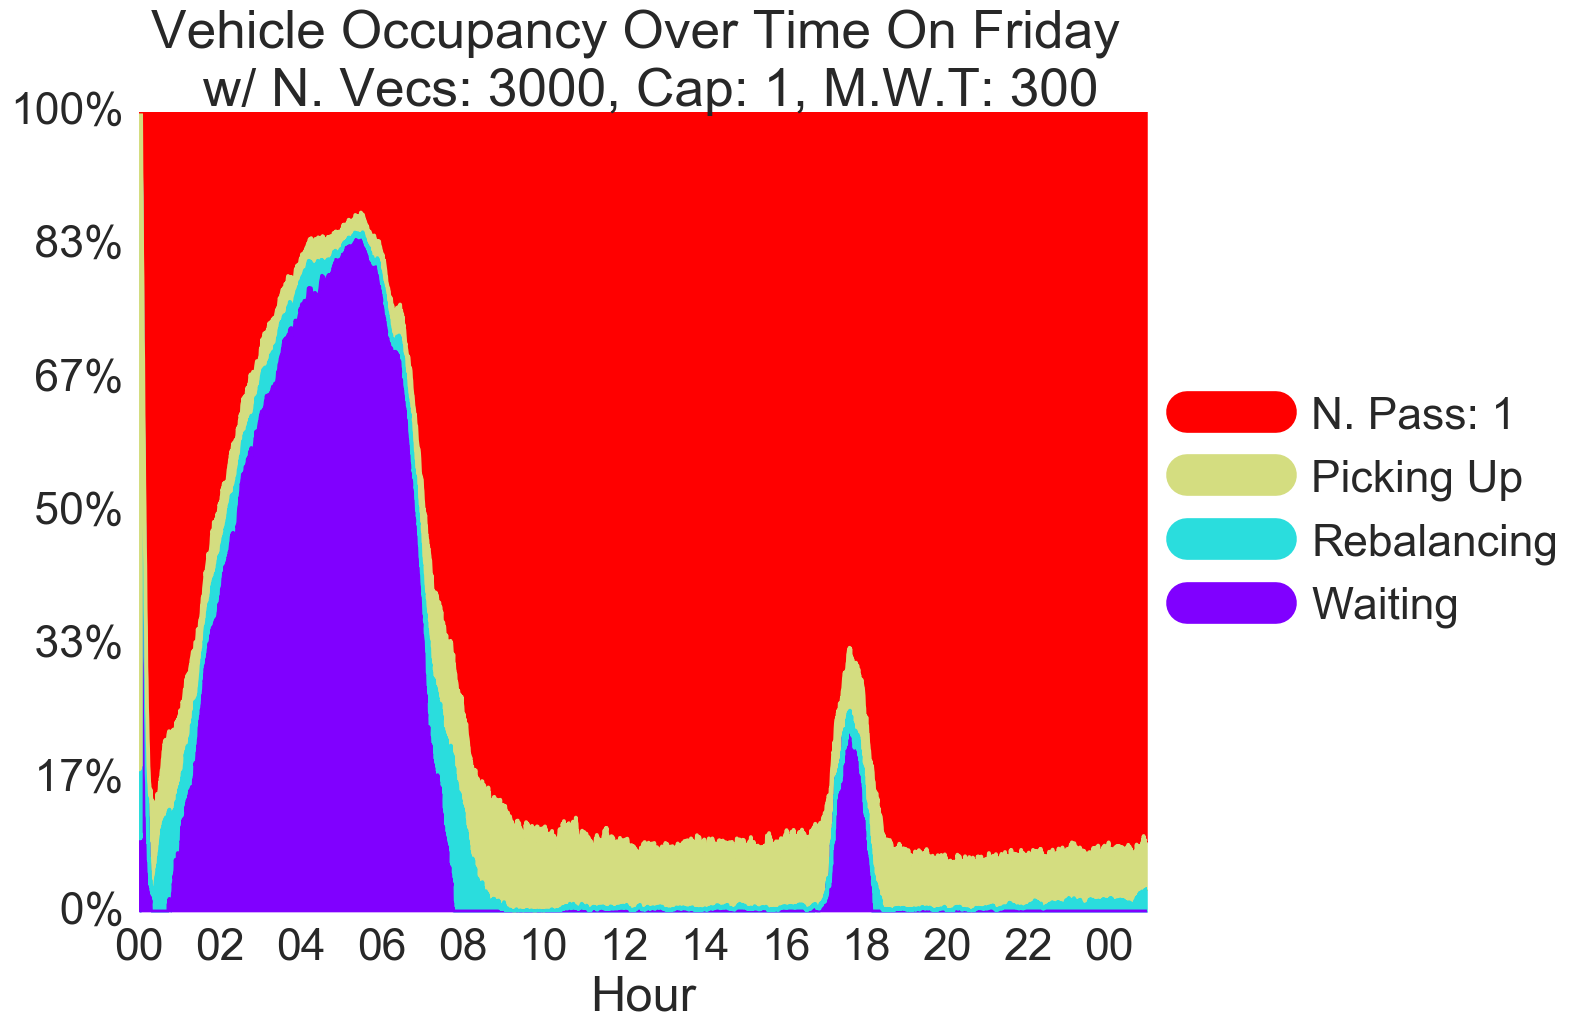 Vehicle Occupancy Over Time On Friday
w/ N. Vecs: 3000, Cap: 1, M.W.T: 300
100%
83%
67%
50%
33%
17%
0%
00 02 04 06 08 10 12 14 16 18 20 22 00
Hour
N. Pass: 1
Picking Up
Rebalancing
Waiting